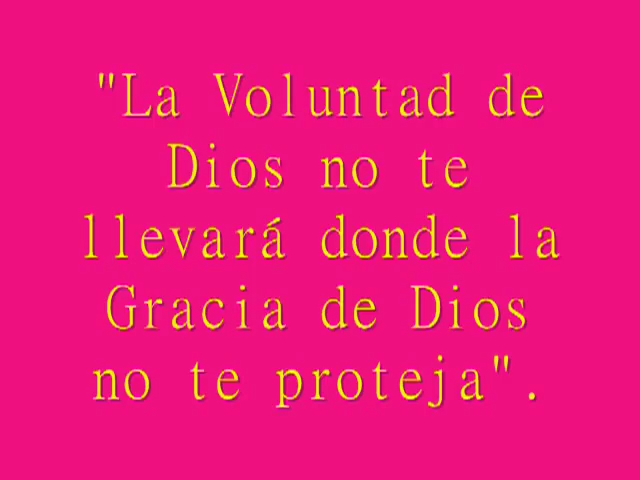 "La Voluntad de
Dios no te
llevará donde la
Gracia de Dios
no te proteja".